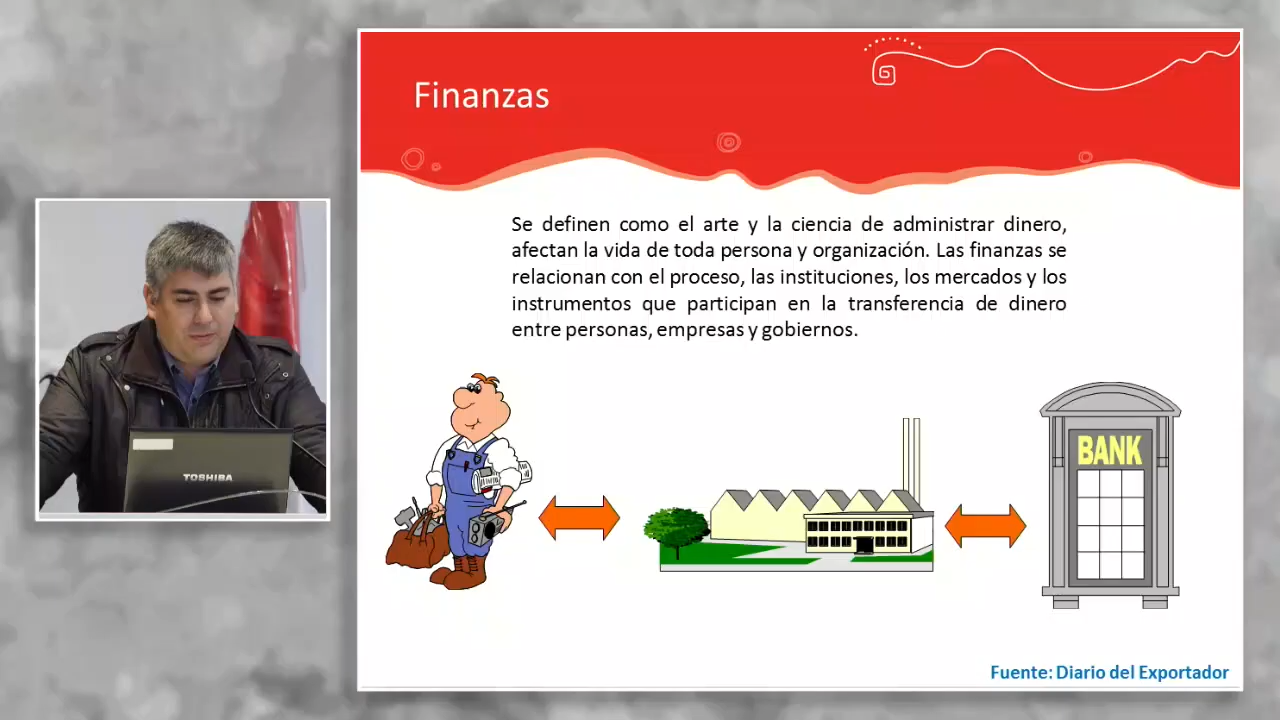 Finanzas
Se definen como el arte y la ciencia de administrar dinero,
afectan la vida de toda persona y organización. Las finanzas se
relacionan con el proceso, las instituciones, los mercados y los
instrumentos que participan en la transferencia de dinero
entre personas, empresas y gobiernos.
BANK
TOSHIBA
Fuente: Diario del Exportador